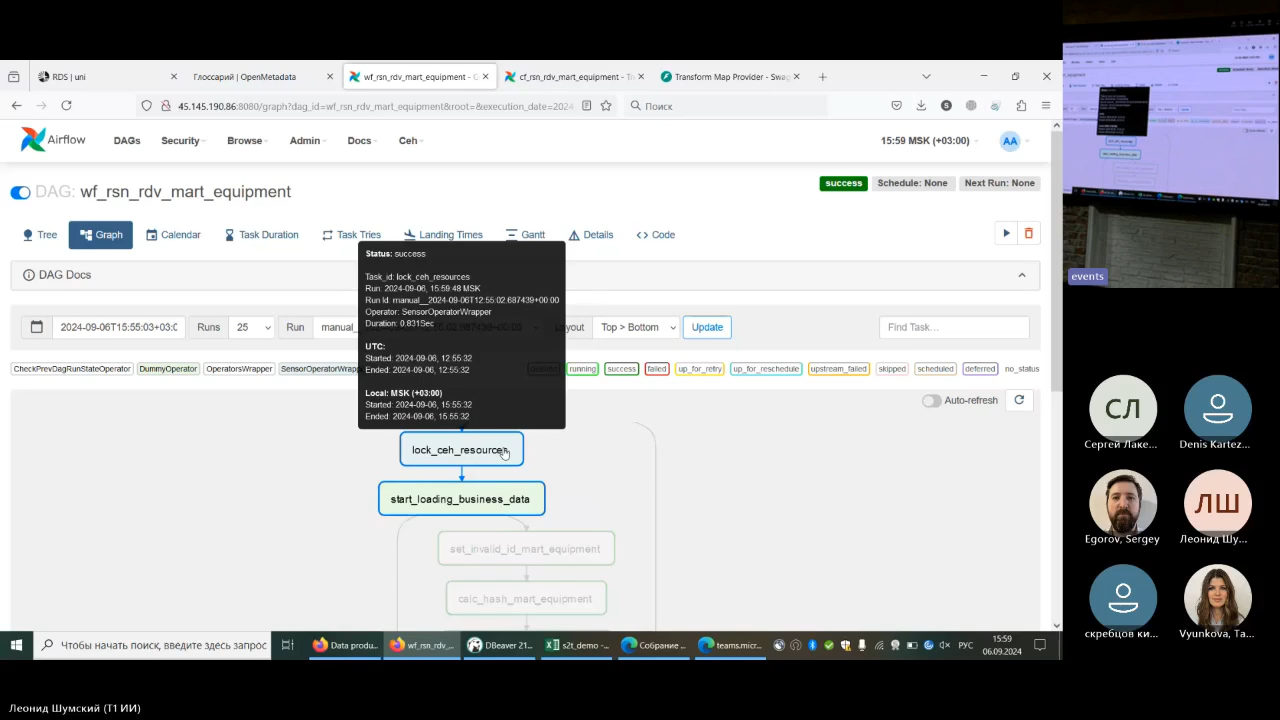 RDS | uni
Глоссарий | OpenMetadata
wf_rsn_rdv_mart_equipment - G
cf_rsn_rdv_mart_equipment - Tr
Transform Map Provider - Swag
45.145.190.86:8080/graph?dag_id=wf_rsn_rdv_mart_equipment&root=&execution_date=2024
Поиск
Airflow
DAGs
Security
Browse
Admin
Docs
Ceh
15:59 MSK (+03:00)
AA
DAG: wf_rsn_rdv_mart_equipment
success
Schedule: None
Next Run: None
Tree
Graph
Calendar
Task Duration
Task Tries
Landing Times
Gantt
Details
Code
Status: success
DAG Docs
Task_id: lock_ceh_resources
Run: 2024-09-06, 15:59:48 MSK
Run Id: manual__2024-09-06T12:55:02.687439+00:00
Operator: SensorOperatorWrapper
Duration: 0.831Sec
UTC:
Started: 2024-09-06, 12:55:32
Ended: 2024-09-06, 12:55:32
Local: MSK (+03:00)
Started: 2024-09-06, 15:55:32
Ended: 2024-09-06, 15:55:32
2024-09-06T15:55:03+03:0
Runs
25
Run
Layout
Top > Bottom
Update
Find Task...
CheckPrevDagRunStateOperator
DummyOperator
OperatorsWrapper
SensorOperatorWrapp
queued
running
success
failed
up_for_retry
up_for_reschedule
upstream_failed
skipped
scheduled
deferred
no_status
Auto-refresh
lock_ceh_resources
start_loading_business_data
set_invalid_id_mart_equipment
calc_hash_mart_equipment
Чтобы начать поиск, введите здесь запрос
Data produ...
wf_rsn_rdv_...
DBeaver 21...
s2t_demo -...
Собрание ...
teams.micr...
РУС
15:59
06.09.2024
events
СЛ
Сергей Лаке...
Denis Kartez...
Egorov, Sergey
ЛШ
Леонид Шу...
скребцов ки...
Vyunkova, Ta...
Леонид Шумский (Т1 ИИ)